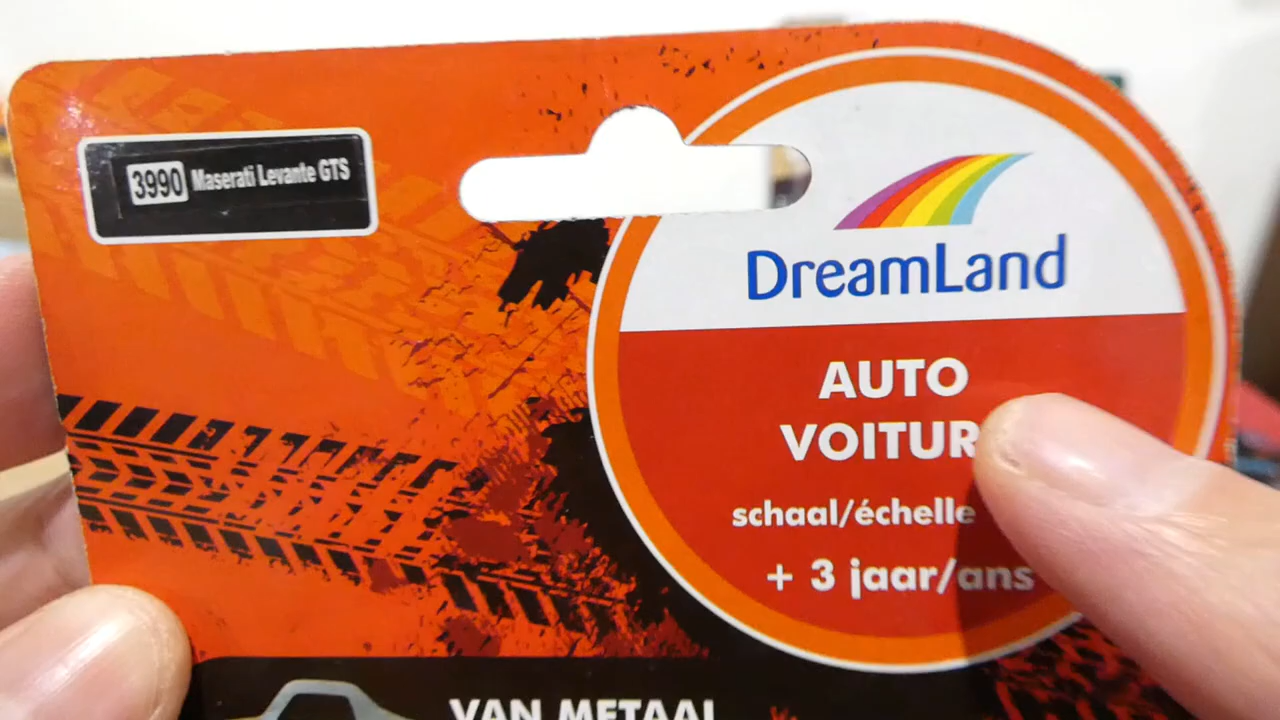 3990 Maserati Levante GTS
DreamLand
AUTO
VOITUR
schaal/échelle
+ 3 jaar/ans
VAN METAAL